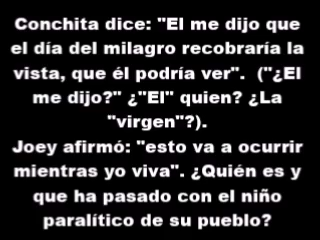 Conchita dice: "El me dijo que
el día del milagro recobraría la
vista, que él podría ver".  ("¿El
me dijo?" ¿"El" quien? ¿La
"virgen"?).
Joey afirmó: "esto va a ocurrir
mientras yo viva". ¿Quién es y
que ha pasado con el niño
paralítico de su pueblo?